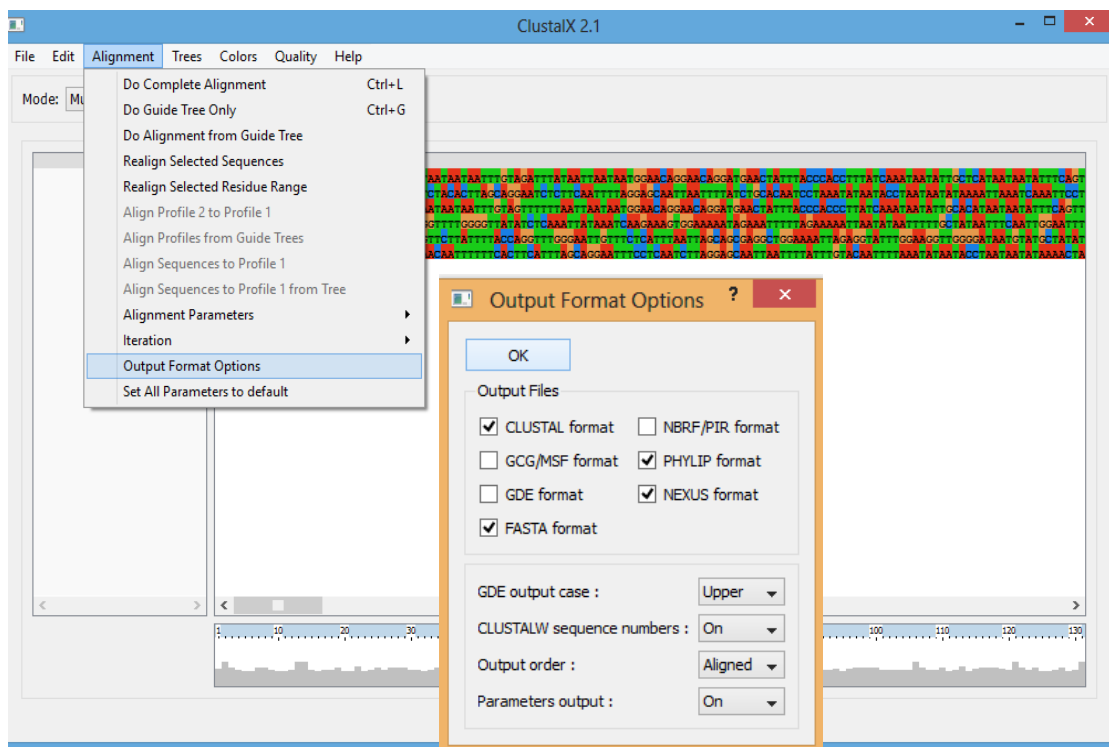 ClustalX 2.1
File Edit Alignment Trees Colors Quality Help
Mode: Mu
Do Complete Alignment Ctrl+L
Do Guide Tree Only Ctrl+G
Do Alignment from Guide Tree
Realign Selected Sequences
Realign Selected Residue Range
Align Profile 2 to Profile 1
Align Profiles from Guide Trees
Align Sequences to Profile 1
Align Sequences to Profile 1 from Tree
Alignment Parameters
Iteration
Output Format Options
Set All Parameters to default
Output Format Options ?
OK
Output Files
CLUSTAL format NBRF/PIR format
GCG/MSF format PHYLIP format
GDE format NEXUS format
FASTA format
GDE output case : Upper
CLUSTALW sequence numbers : On
Output order : Aligned
Parameters output : On
1 10 20 30 100 110 120 130